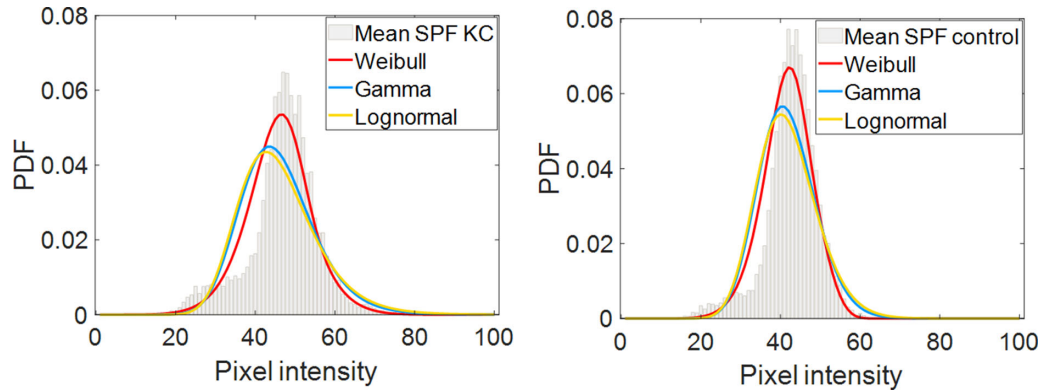 Mean SPF KC
Weibull
Gamma
Lognormal
0.08
0.06
0.04
0.02
0
PDF
0 20 40 60 80 100
Pixel intensity
Mean SPF control
Weibull
Gamma
Lognormal
0.08
0.06
0.04
0.02
0
PDF
0 20 40 60 80 100
Pixel intensity